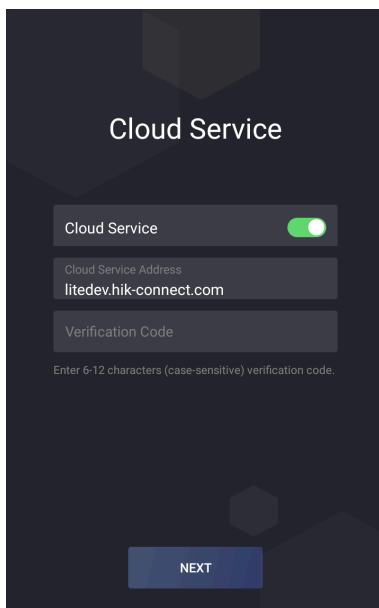 Cloud Service
Cloud Service
Cloud Service Address
litedev.hik-connect.com
Verification Code
Enter 6-12 characters (case-sensitive) verification code.
NEXT